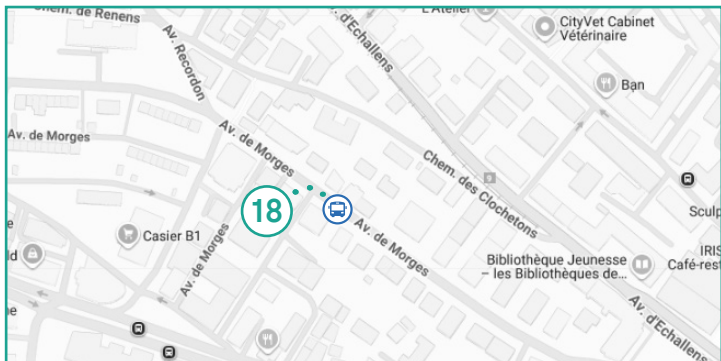 Chem. de Renens
L'Atelier
CityVet Cabinet
Vétérinaire
Av. d'Echallens
Av. Recordon
Bạn
Av. de Morges
Av. de Morges
Chem. des Clochetons
9
18
Sculp
Av. de Morges
Casier B1
Av. de Morges
Bibliothèque Jeunesse
– les Bibliothèques de...
IRIS
Café-rest
ld
Av. d'Echallens